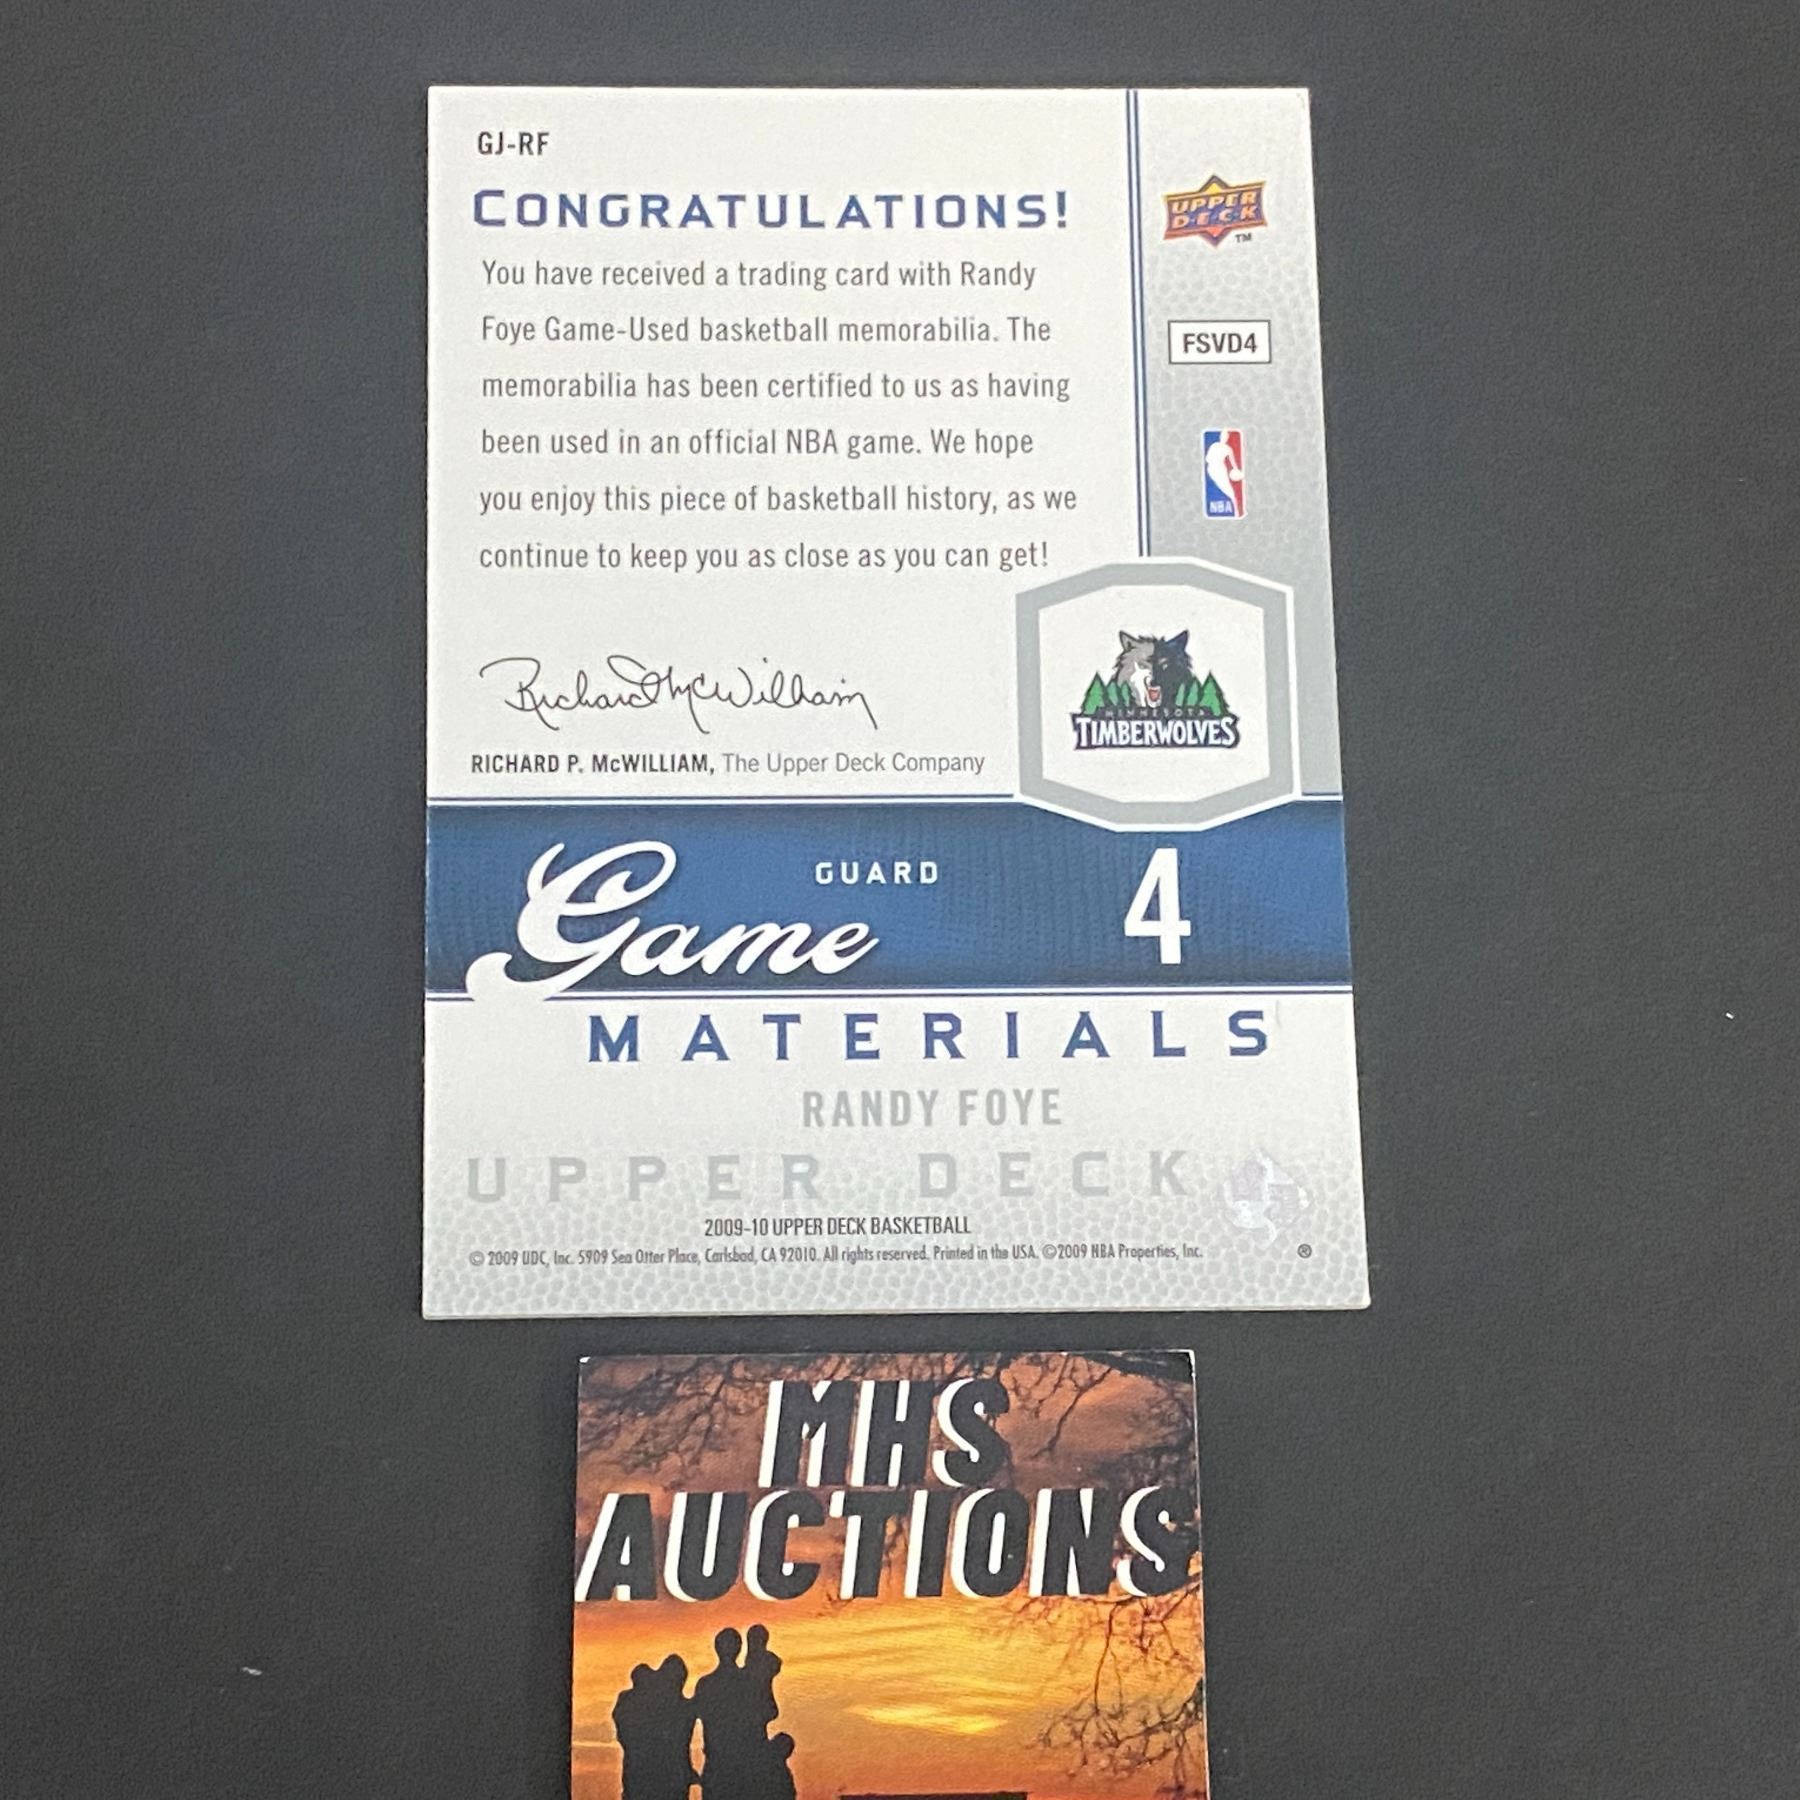 GJ-RF
CONGRATULATIONS!
You have received a trading card with Randy
Foye Game-Used basketball memorabilia. The
memorabilia has been certified to us as having
been used in an official NBA game. We hope
you enjoy this piece of basketball history, as we
continue to keep you as close as you can get!
Richard McWilliam
RICHARD P. McWILLIAM, The Upper Deck Company
UPPER
DECK
TM
FSVD4
NBA
MINNESOTA
TIMBERWOLVES
GUARD
4
Game
MATERIALS
RANDY FOYE
UPPER DECK
2009-10 UPPER DECK BASKETBALL
© 2009 UDC, Inc. 5909 Sea Otter Place, Carlsbad, CA 92010. All rights reserved. Printed in the USA. ©2009 NBA Properties, Inc.
®
MHS
AUCTIONS